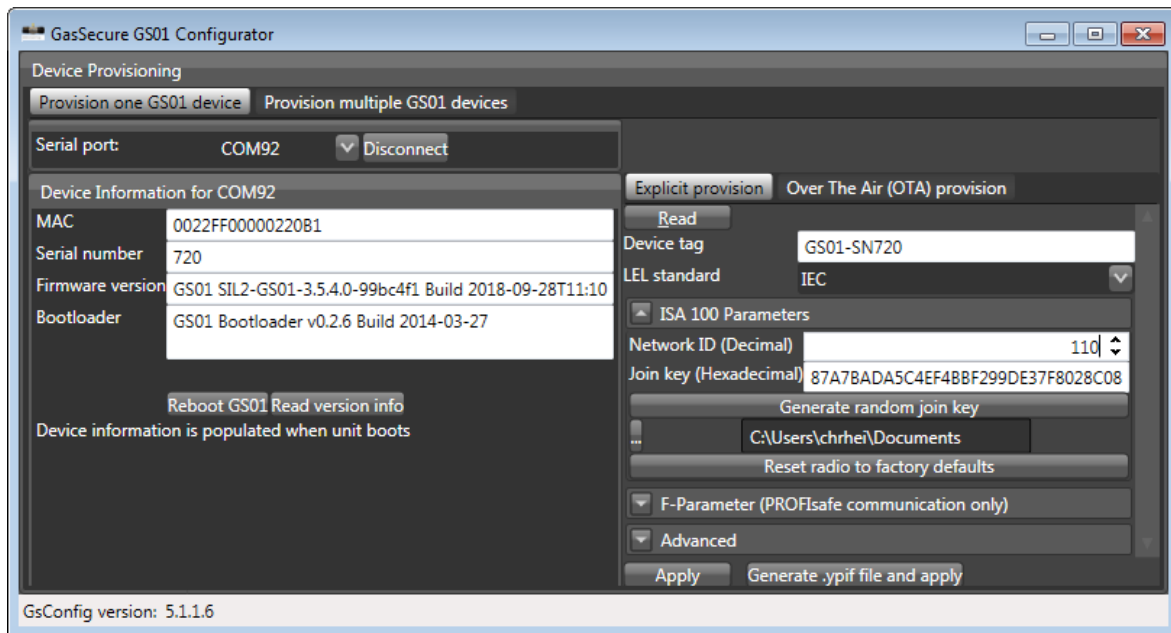 GasSecure GS01 Configurator
Device Provisioning
Provision one GS01 device Provision multiple GS01 devices
Serial port: COM92 Disconnect
Device Information for COM92
MAC 0022FF00000220B1
Serial number 720
Firmware version GS01 SIL2-GS01-3.5.4.0-99bc4f1 Build 2018-09-28T11:10
Bootloader GS01 Bootloader v0.2.6 Build 2014-03-27
Reboot GS01 Read version info
Device information is populated when unit boots
Explicit provision Over The Air (OTA) provision
Read
Device tag GS01-SN720
LEL standard IEC
ISA 100 Parameters
Network ID (Decimal) 110
Join key (Hexadecimal) 87A7BADA5C4EF4BBF299DE37F8028C08
Generate random join key
... C:\Users\chrhei\Documents
Reset radio to factory defaults
F-Parameter (PROFIsafe communication only)
Advanced
Apply Generate .ypif file and apply
GsConfig version: 5.1.1.6